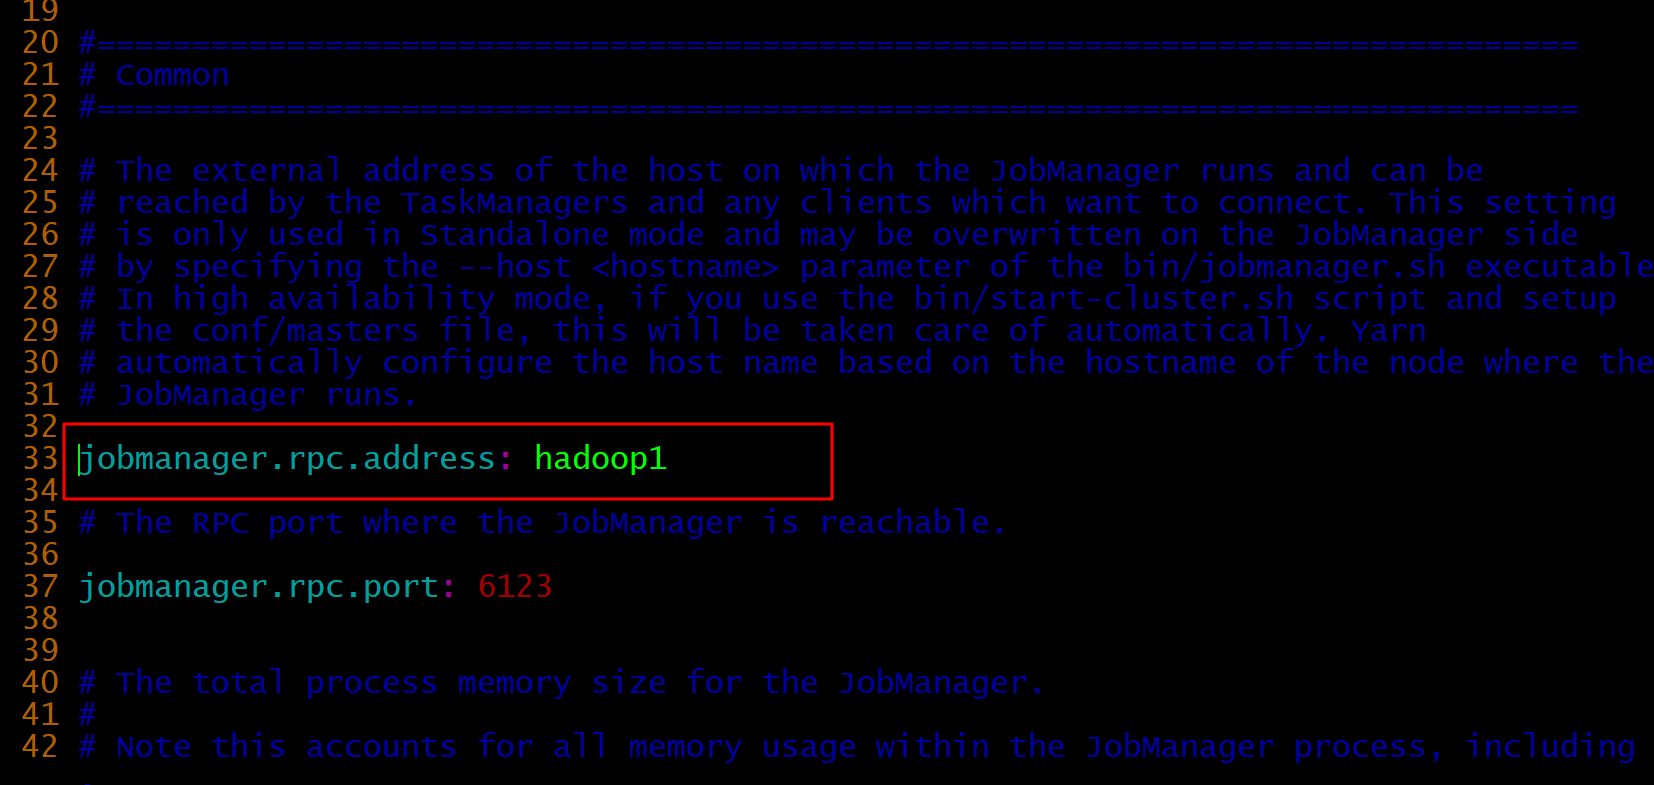 19
20 #==============================================================================
21 # Common
22 #==============================================================================
23
24 # The external address of the host on which the JobManager runs and can be
25 # reached by the TaskManagers and any clients which want to connect. This setting
26 # is only used in Standalone mode and may be overwritten on the JobManager side
27 # by specifying the --host <hostname> parameter of the bin/jobmanager.sh executable
28 # In high availability mode, if you use the bin/start-cluster.sh script and setup
29 # the conf/masters file, this will be taken care of automatically. Yarn
30 # automatically configure the host name based on the hostname of the node where the
31 # JobManager runs.
32
33 jobmanager.rpc.address: hadoop1
34
35 # The RPC port where the JobManager is reachable.
36
37 jobmanager.rpc.port: 6123
38
39
40 # The total process memory size for the JobManager.
41 #
42 # Note this accounts for all memory usage within the JobManager process, including